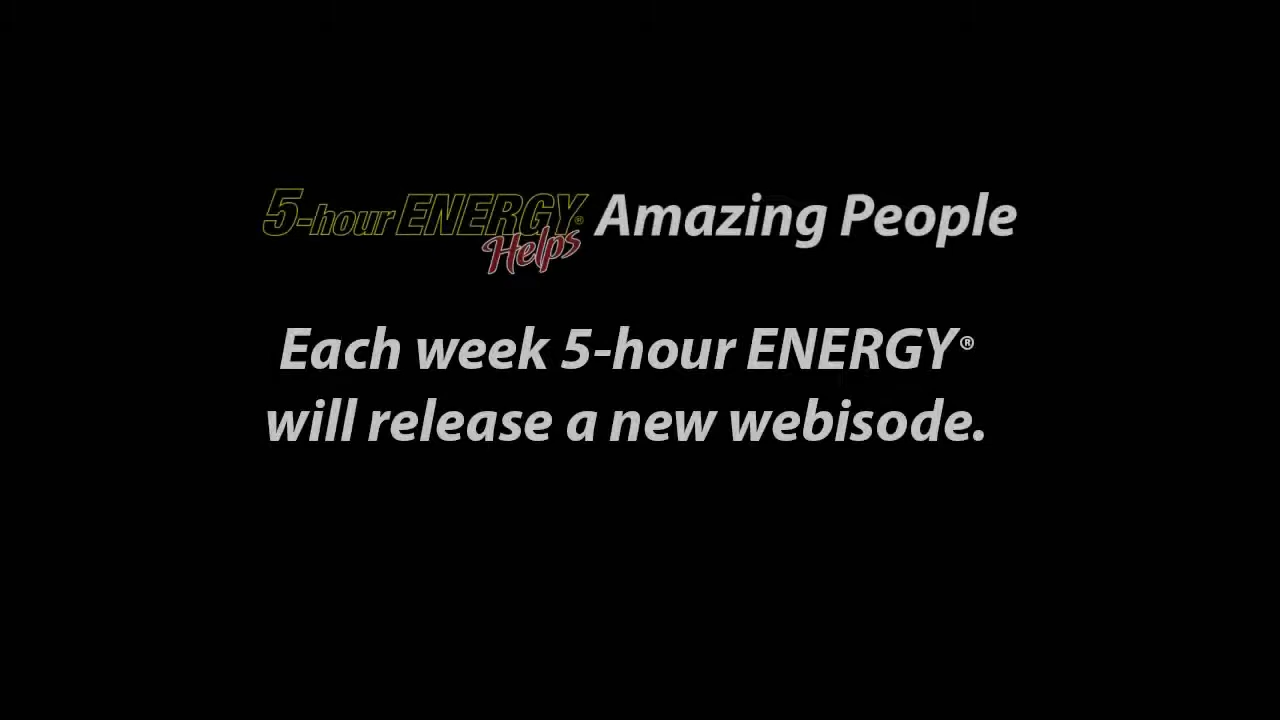 5-hour ENERGY® Helps Amazing People
Each week 5-hour ENERGY®
will release a new webisode.